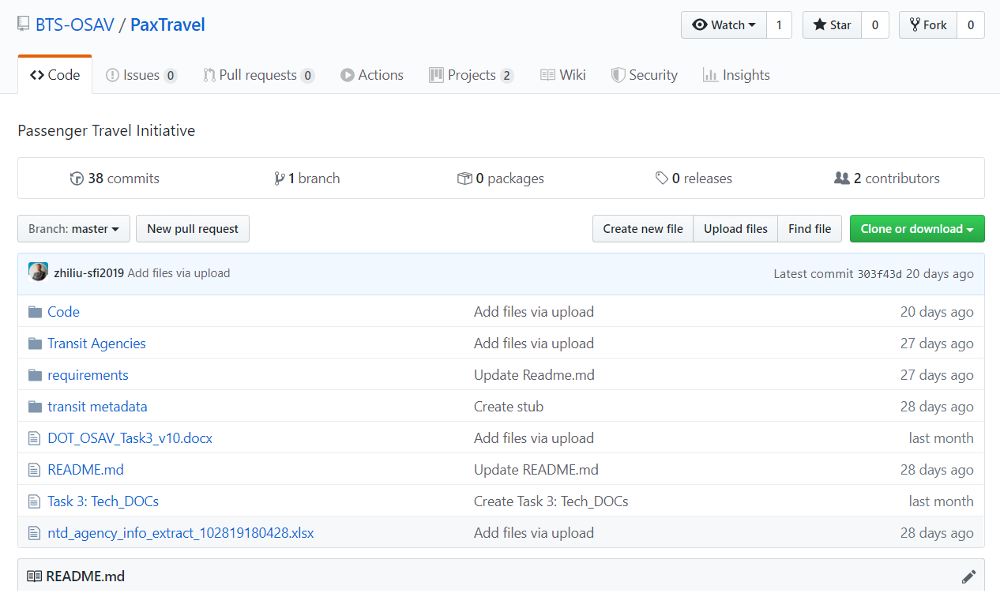 BTS-OSAV / PaxTravel
Watch 1 Star 0 Fork 0
Code Issues 0 Pull requests 0 Actions Projects 2 Wiki Security Insights
Passenger Travel Initiative
38 commits 1 branch 0 packages 0 releases 2 contributors
Branch: master New pull request Create new file Upload files Find file Clone or download
zhiliu-sfi2019 Add files via upload Latest commit 303f43d 20 days ago
Code Add files via upload 20 days ago
Transit Agencies Add files via upload 27 days ago
requirements Update Readme.md 27 days ago
transit metadata Create stub 28 days ago
DOT_OSAV_Task3_v10.docx Add files via upload last month
README.md Update README.md 28 days ago
Task 3: Tech_DOCs Create Task 3: Tech_DOCs last month
ntd_agency_info_extract_102819180428.xlsx Add files via upload 28 days ago
README.md